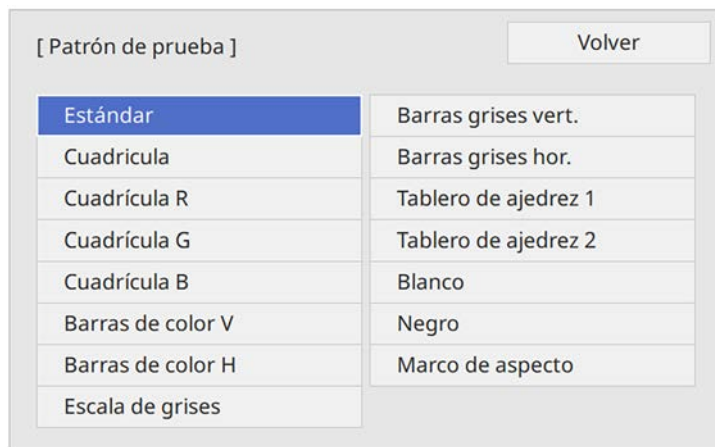 [ Patrón de prueba ]
Volver
Estándar
Cuadricula
Cuadrícula R
Cuadrícula G
Cuadrícula B
Barras de color V
Barras de color H
Escala de grises
Barras grises vert.
Barras grises hor.
Tablero de ajedrez 1
Tablero de ajedrez 2
Blanco
Negro
Marco de aspecto